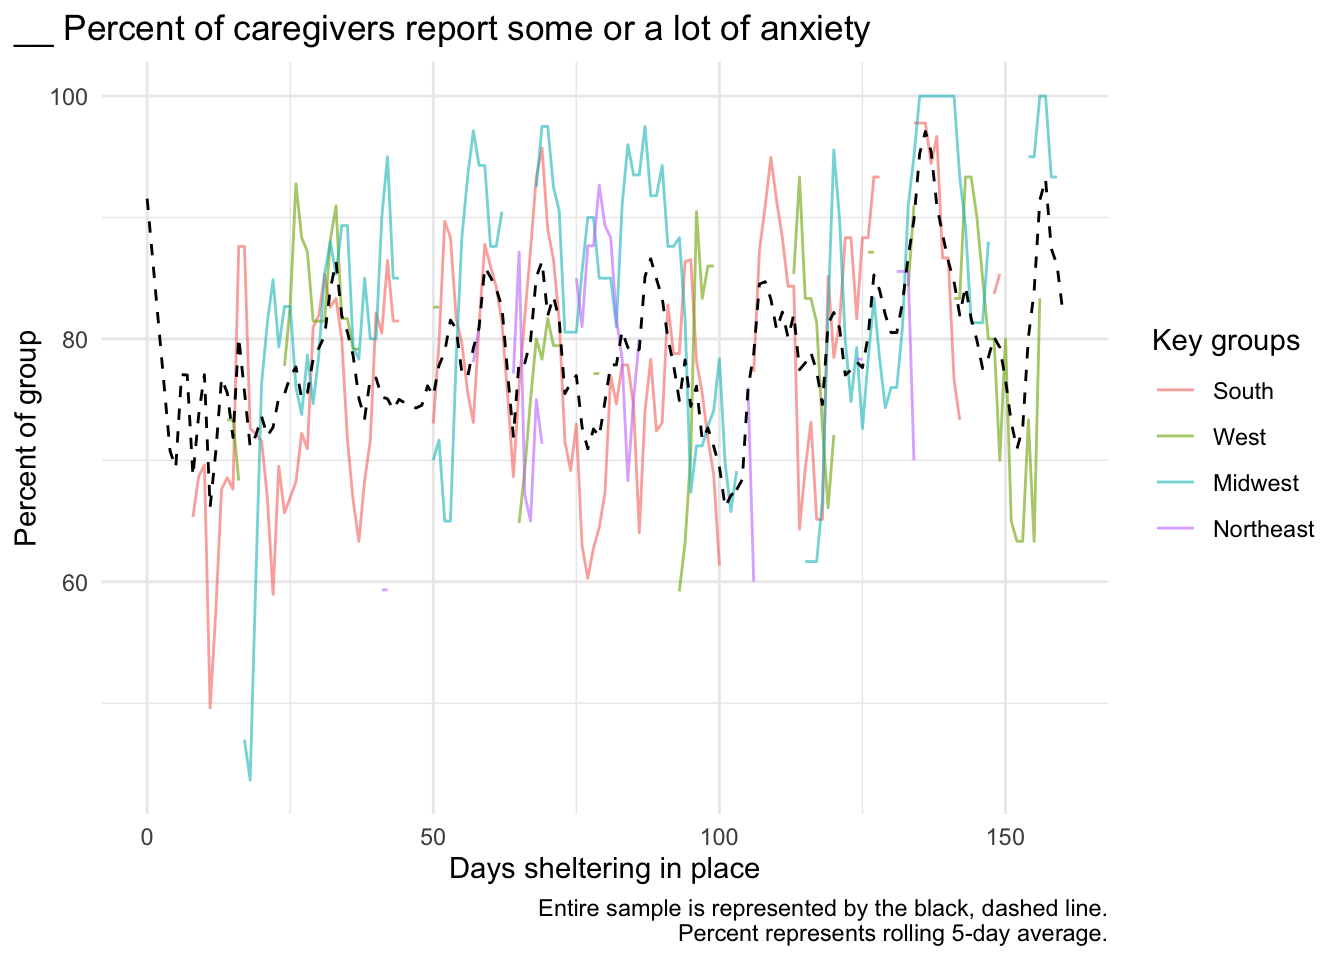 __ Percent of caregivers report some or a lot of anxiety
Percent of group
100
80
60
0
50
100
150
Days sheltering in place
Key groups
South
West
Midwest
Northeast
Entire sample is represented by the black, dashed line.
Percent represents rolling 5-day average.